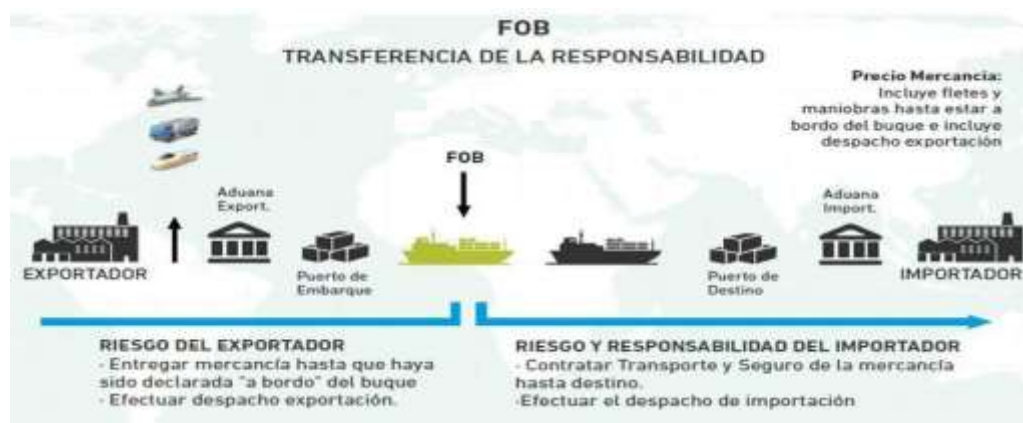 FOB
TRANSFERENCIA DE LA RESPONSABILIDAD
Precio Mercancia:
Incluye fletes y
maniobras hasta estar a
bordo del buque e incluye
despacho exportación
FOB
Aduana
Export.
Aduana
Import.
EXPORTADOR
Puerto de
Embarque
Puerto de
Destino
IMPORTADOR
RIESGO DEL EXPORTADOR
- Entregar mercancía hasta que haya
sido declarada "a bordo" del buque
- Efectuar despacho exportación.
RIESGO Y RESPONSABILIDAD DEL IMPORTADOR
- Contratar Transporte y Seguro de la mercancía
hasta destino.
-Efectuar el despacho de importación